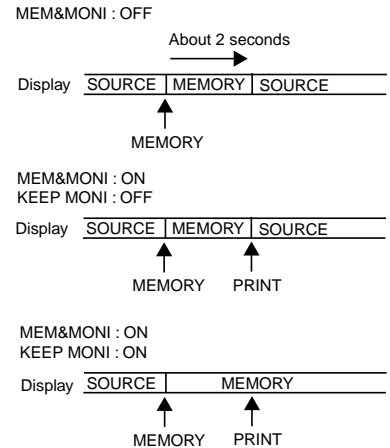 MEM&MONI : OFF
About 2 seconds
Display SOURCE MEMORY SOURCE
MEMORY
MEM&MONI : ON
KEEP MONI : OFF
Display SOURCE MEMORY SOURCE
MEMORY PRINT
MEM&MONI : ON
KEEP MONI : ON
Display SOURCE MEMORY
MEMORY PRINT